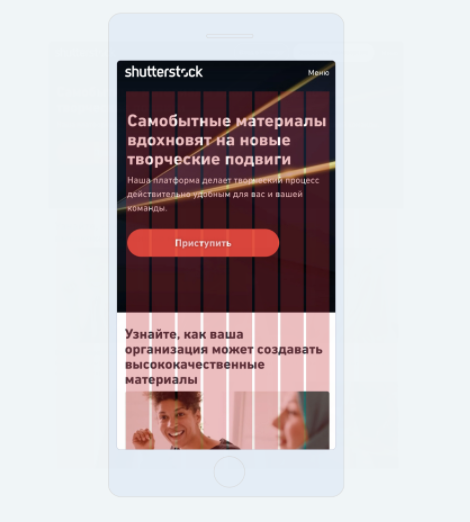 shutterstock
Меню
Самобытные материалы
вдохновят на новые
творческие подвиги
Наша платформа делает творческий процесс
действительно удобным для вас и вашей
команды.
Приступить
Узнайте, как ваша
организация может создавать
высококачественные
материалы